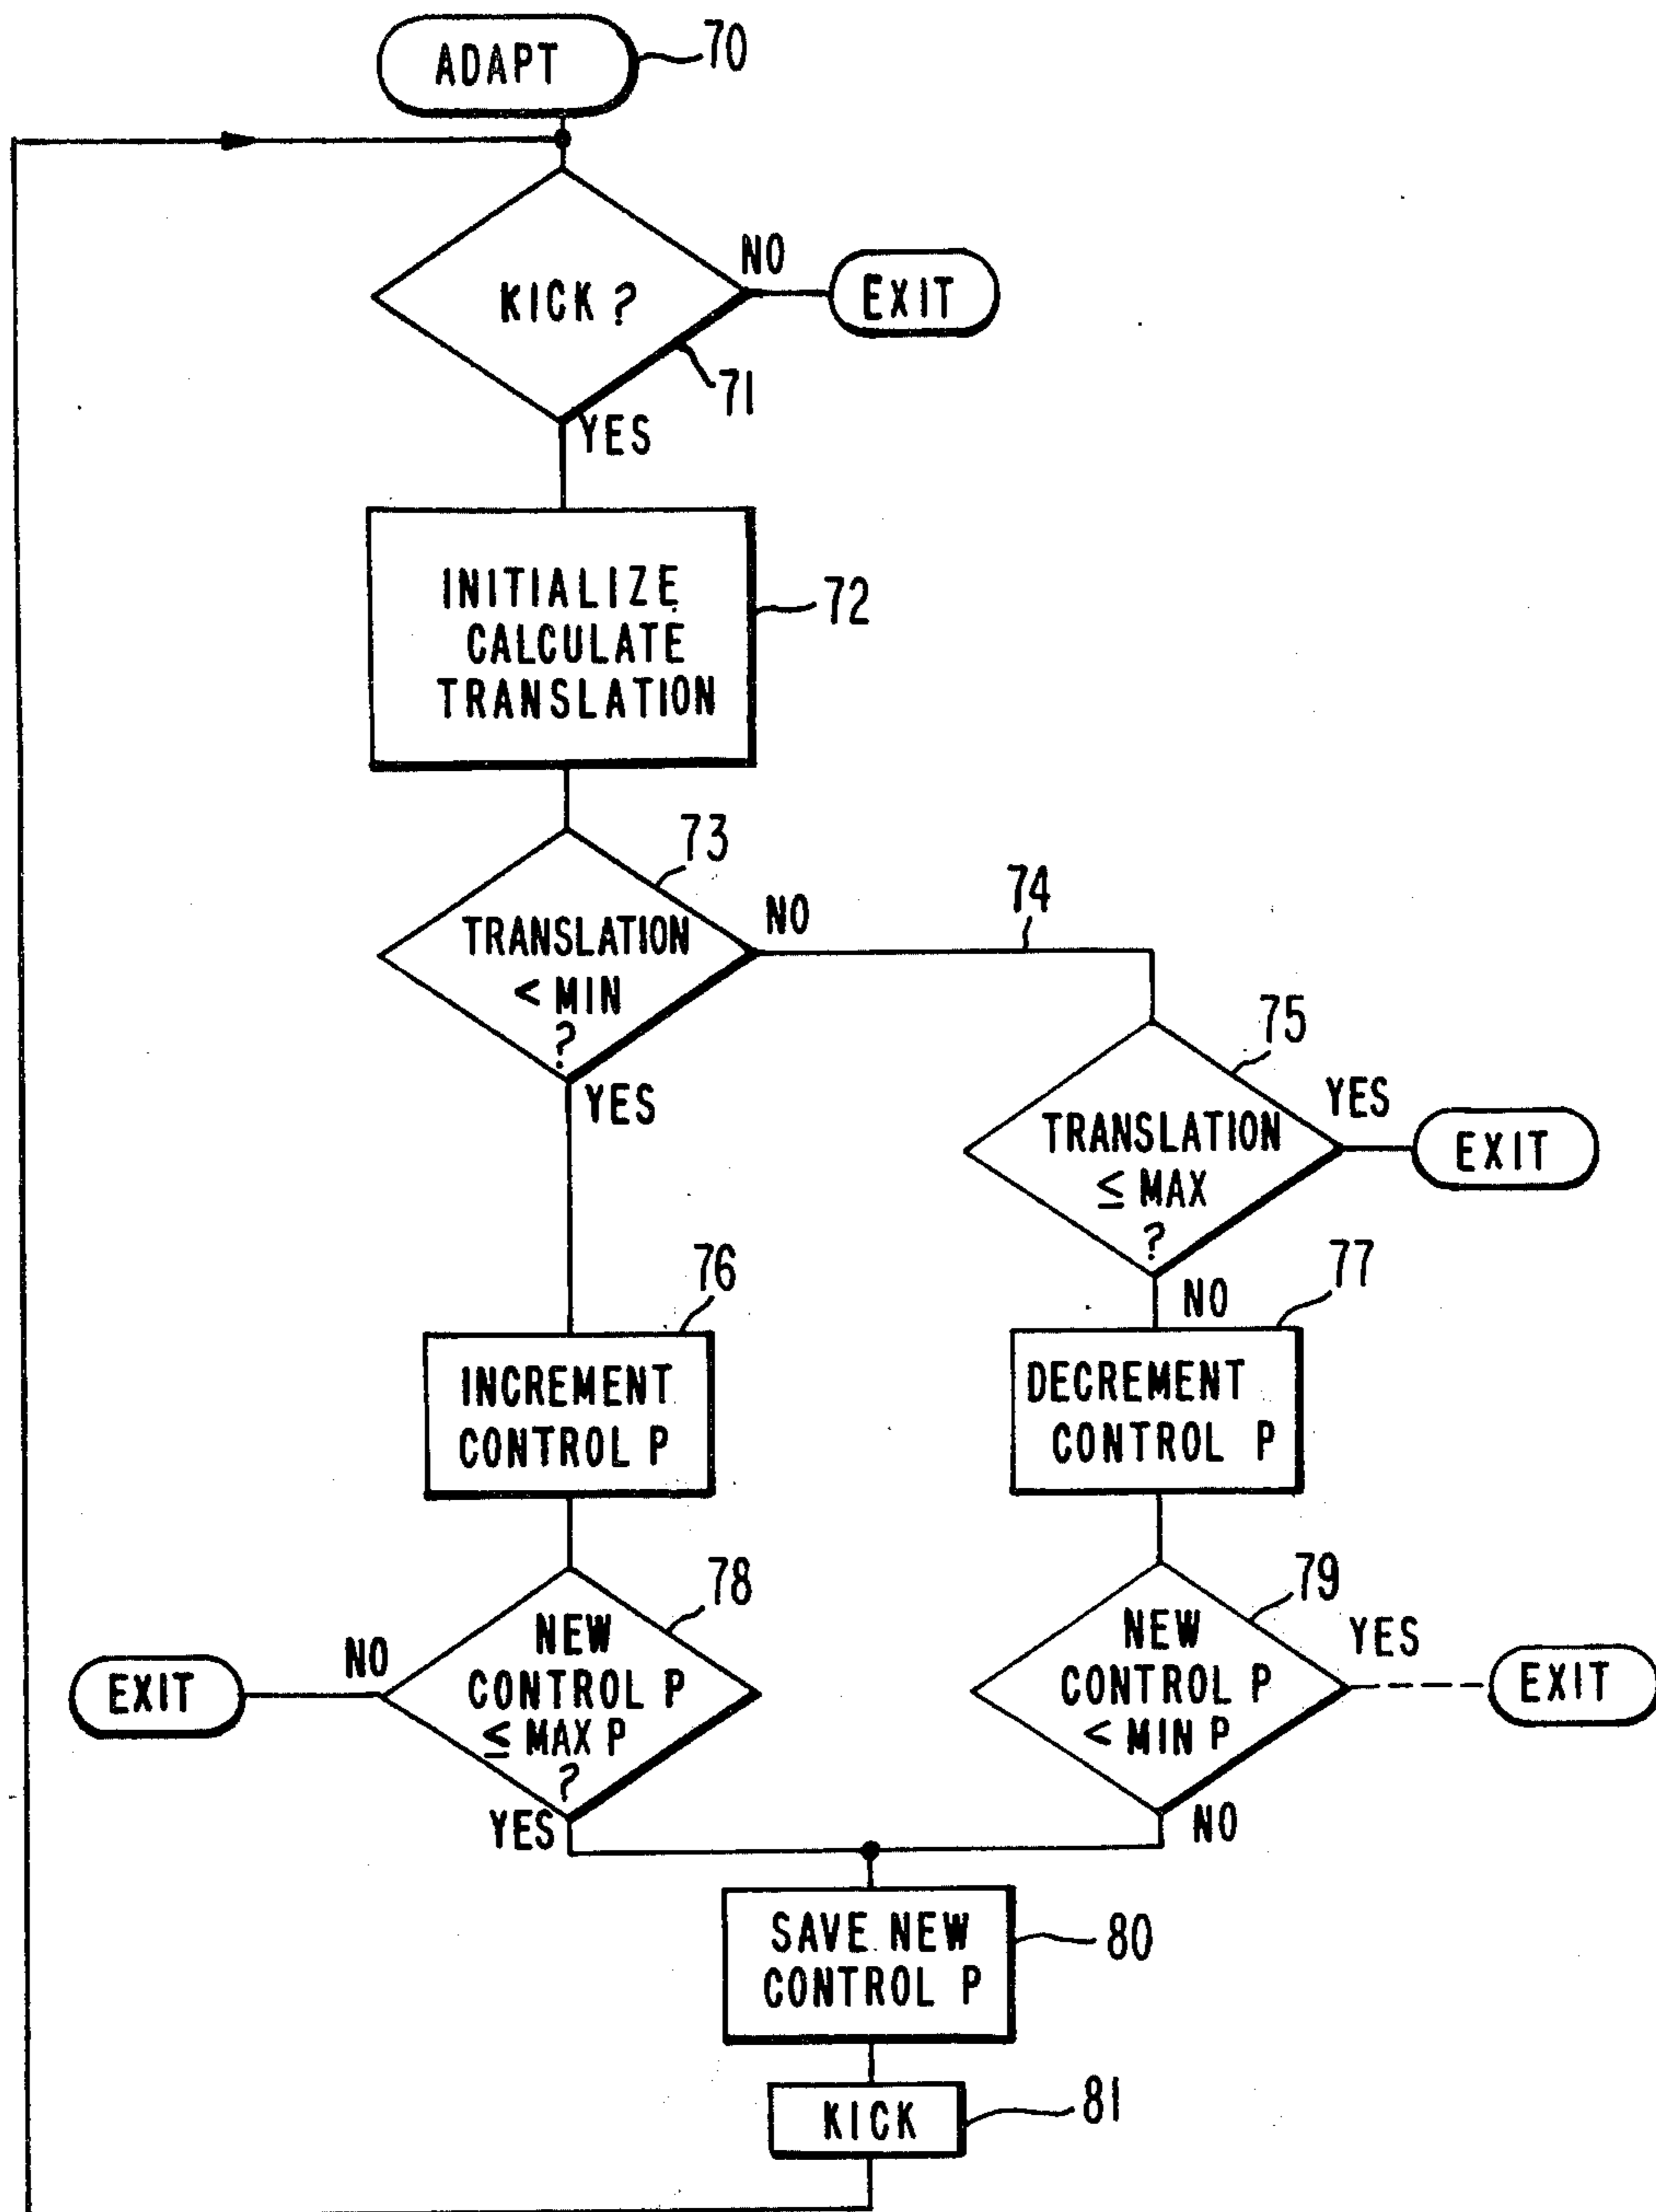 ADAPT
70
KICK ?
NO
EXIT
71
YES
INITIALIZE
CALCULATE
TRANSLATION
72
73
TRANSLATION
< MIN
?
NO
74
YES
75
TRANSLATION
≤ MAX
?
YES
EXIT
NO
76
INCREMENT
CONTROL P
77
DECREMENT
CONTROL P
78
NEW
CONTROL P
≤ MAX P
?
NO
EXIT
YES
79
NEW
CONTROL P
< MIN P
YES
EXIT
NO
SAVE NEW
CONTROL P
80
KICK
81